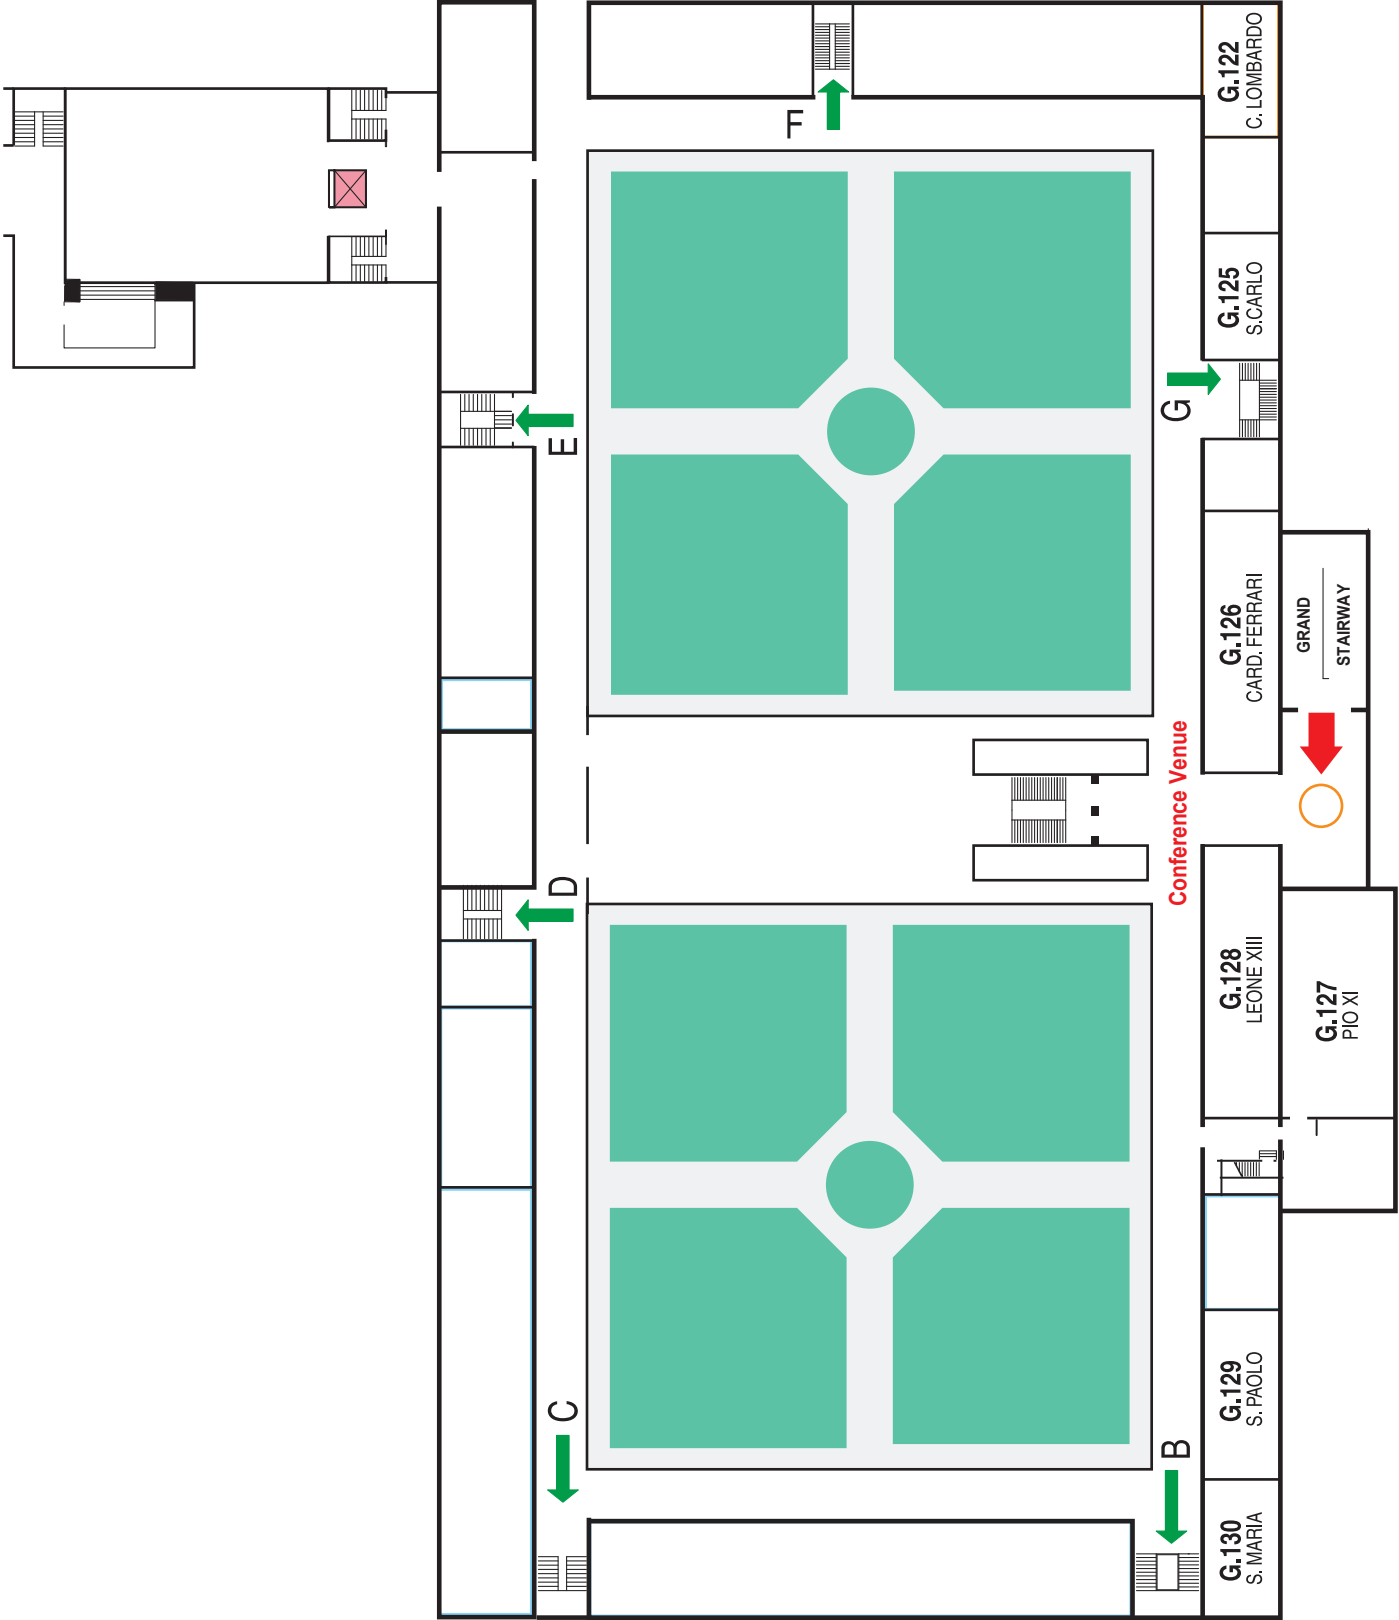 G.122
C. LOMBARDO
F
G.125
S.CARLO
G
E
G.126
CARD. FERRARI
GRAND
STAIRWAY
Conference Venue
D
G.128
LEONE XIII
G.127
PIO XI
C
G.129
S. PAOLO
B
G.130
S. MARIA